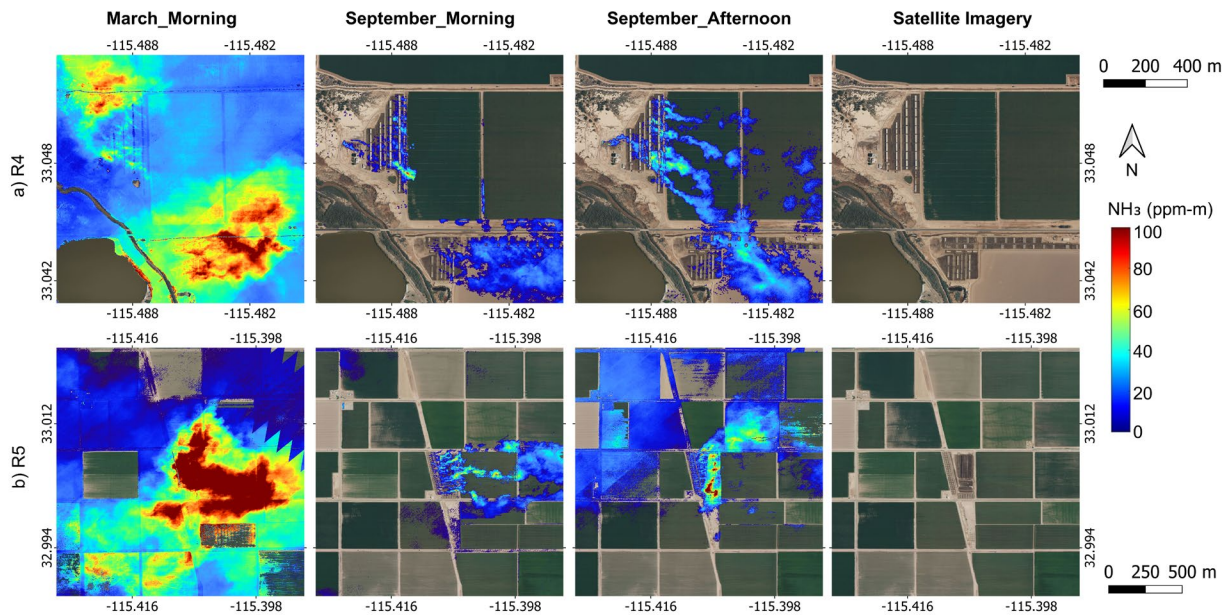 March_Morning September_Morning September_Afternoon Satellite Imagery
-115.488 -115.482 -115.488 -115.482 -115.488 -115.482 -115.488 -115.482
0 200 400 m
a) R4
33.048
33.042
33.048
33.042
N
NH₃ (ppm-m)
100
80
60
40
20
0
-115.488 -115.482 -115.488 -115.482 -115.488 -115.482 -115.488 -115.482
-115.416 -115.398 -115.416 -115.398 -115.416 -115.398 -115.416 -115.398
b) R5
33.012
32.994
33.012
32.994
0 250 500 m
-115.416 -115.398 -115.416 -115.398 -115.416 -115.398 -115.416 -115.398